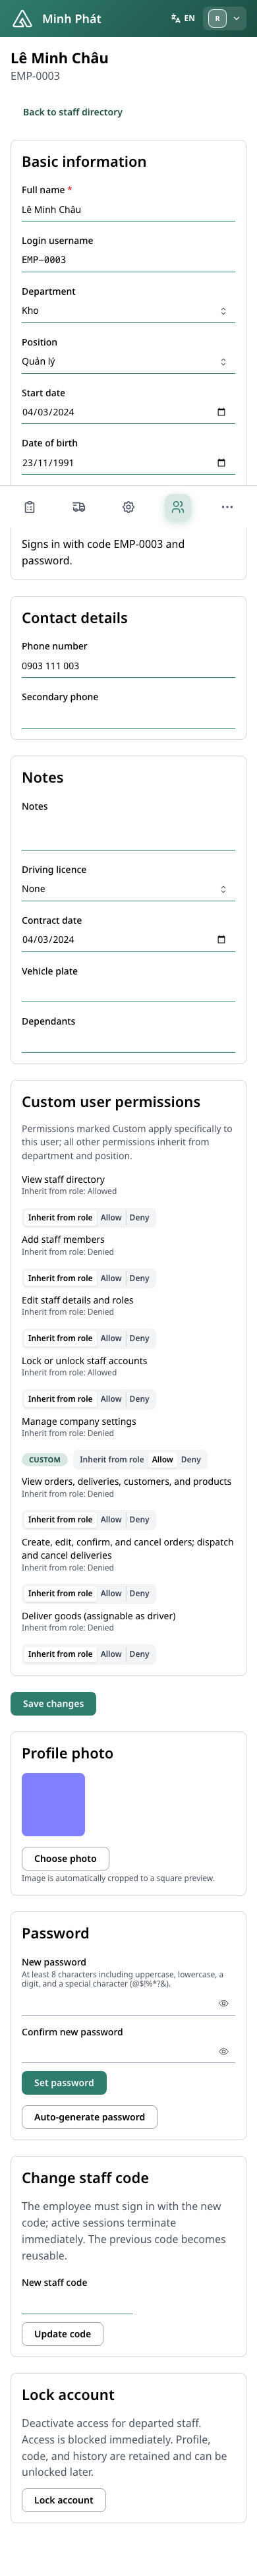 Minh Phát
EN
R
Lê Minh Châu
EMP-0003
Back to staff directory
Basic information
Full name *
Lê Minh Châu
Login username
EMP-0003
Department
Kho
Position
Quản lý
Start date
04/03/2024
Date of birth
23/11/1991
Signs in with code EMP-0003 and
password.
Contact details
Phone number
0903 111 003
Secondary phone
Notes
Notes
Driving licence
None
Contract date
04/03/2024
Vehicle plate
Dependants
Custom user permissions
Permissions marked Custom apply specifically to
this user; all other permissions inherit from
department and position.
View staff directory
Inherit from role: Allowed
Inherit from role Allow Deny
Add staff members
Inherit from role: Denied
Inherit from role Allow Deny
Edit staff details and roles
Inherit from role: Denied
Inherit from role Allow Deny
Lock or unlock staff accounts
Inherit from role: Allowed
Inherit from role Allow Deny
Manage company settings
Inherit from role: Denied
CUSTOM Inherit from role Allow Deny
View orders, deliveries, customers, and products
Inherit from role: Denied
Inherit from role Allow Deny
Create, edit, confirm, and cancel orders; dispatch
and cancel deliveries
Inherit from role: Denied
Inherit from role Allow Deny
Deliver goods (assignable as driver)
Inherit from role: Denied
Inherit from role Allow Deny
Save changes
Profile photo
Choose photo
Image is automatically cropped to a square preview.
Password
New password
At least 8 characters including uppercase, lowercase, a
digit, and a special character (@$!%*?&).
Confirm new password
Set password
Auto-generate password
Change staff code
The employee must sign in with the new
code; active sessions terminate
immediately. The previous code becomes
reusable.
New staff code
Update code
Lock account
Deactivate access for departed staff.
Access is blocked immediately. Profile,
code, and history are retained and can be
unlocked later.
Lock account